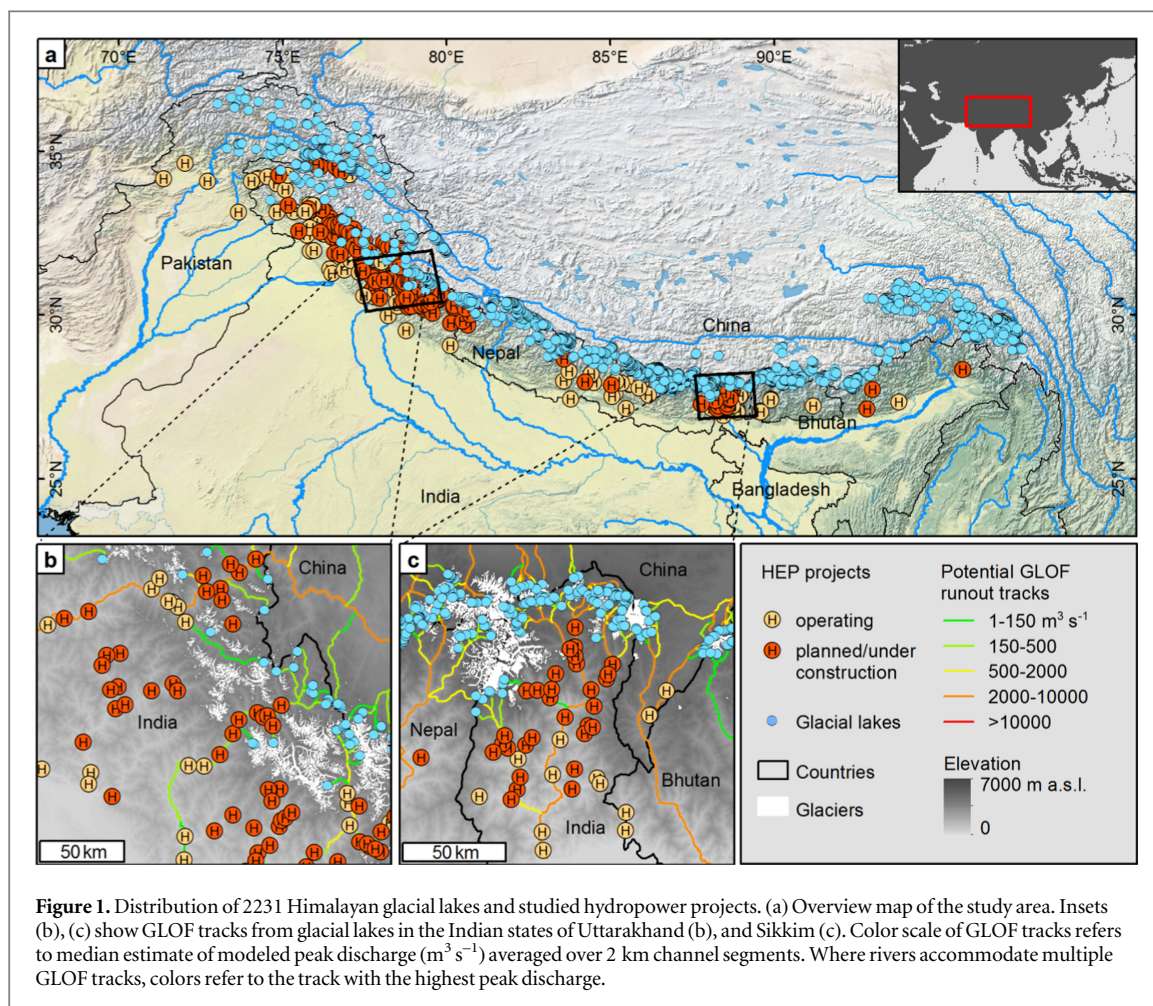 a
70°E
75°E
80°E
85°E
90°E
35°N
30°N
25°N
30°N
25°N
Pakistan
China
Nepal
Bhutan
India
Bangladesh
b
China
India
50 km
c
China
Nepal
Bhutan
India
50 km
HEP projects
H operating
H planned/under
construction
Glacial lakes
Countries
Glaciers
Potential GLOF
runout tracks
1-150 m³ s⁻¹
150-500
500-2000
2000-10000
>10000
Elevation
7000 m a.s.l.
0
Figure 1. Distribution of 2231 Himalayan glacial lakes and studied hydropower projects. (a) Overview map of the study area. Insets
(b), (c) show GLOF tracks from glacial lakes in the Indian states of Uttarakhand (b), and Sikkim (c). Color scale of GLOF tracks refers
to median estimate of modeled peak discharge (m³ s⁻¹) averaged over 2 km channel segments. Where rivers accommodate multiple
GLOF tracks, colors refer to the track with the highest peak discharge.